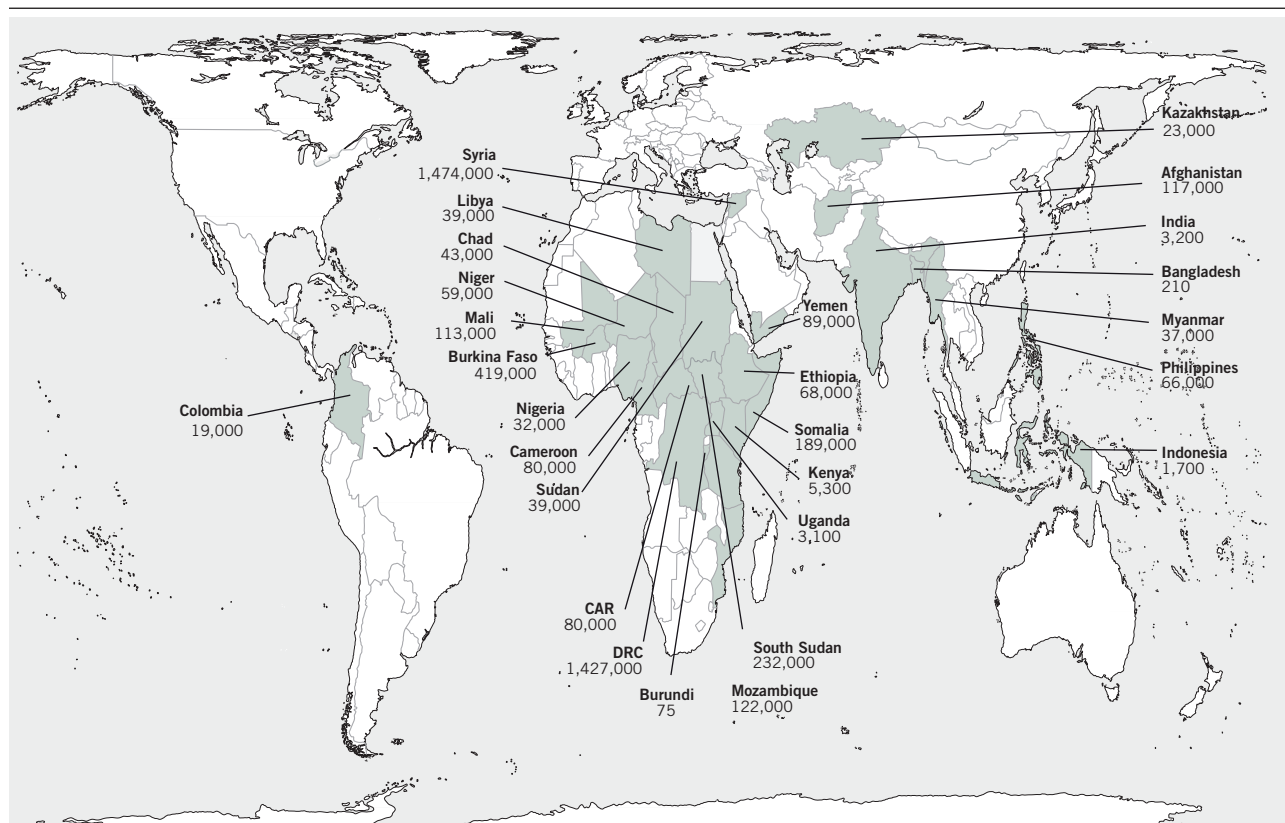 Kazakhstan
23,000
Syria
1,474,000
Afghanistan
117,000
Libya
39,000
India
3,200
Chad
43,000
Bangladesh
210
Niger
59,000
Yemen
89,000
Mali
113,000
Myanmar
37,000
Burkina Faso
419,000
Philippines
66,000
Ethiopia
68,000
Colombia
19,000
Nigeria
32,000
Somalia
189,000
Cameroon
80,000
Indonesia
1,700
Kenya
5,300
Sudan
39,000
Uganda
3,100
CAR
80,000
DRC
1,427,000
South Sudan
232,000
Burundi
75
Mozambique
122,000